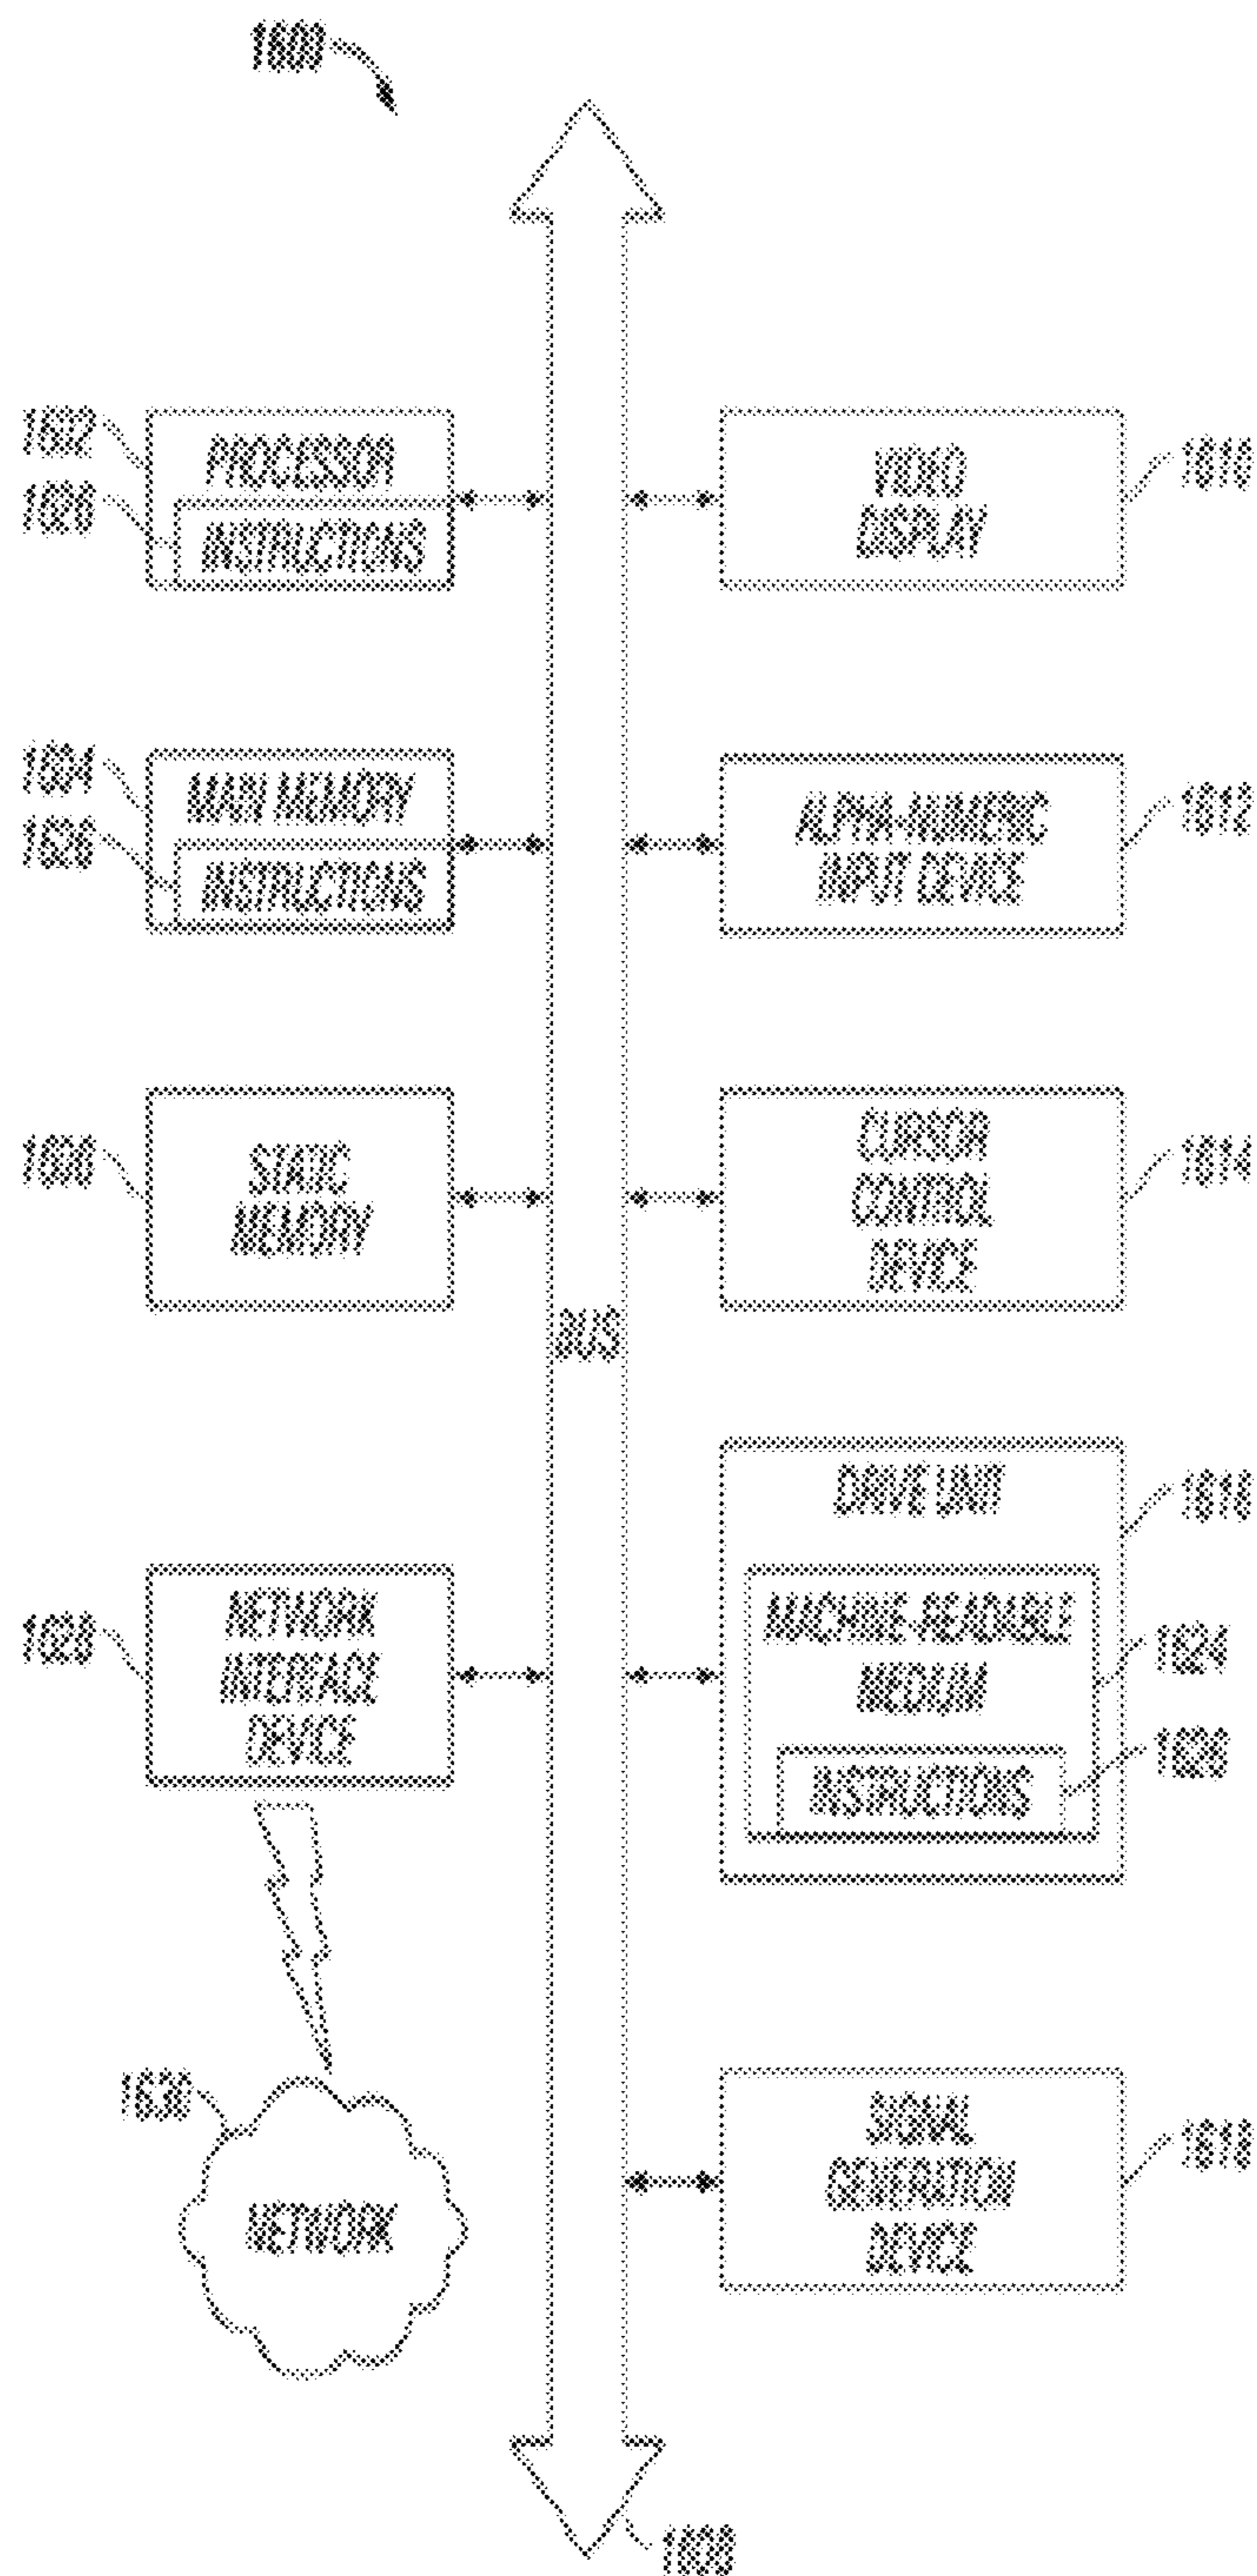 1600
1602
PROCESSOR
1626
INSTRUCTIONS
VIDEO
DISPLAY
1610
1604
MAIN MEMORY
1626
INSTRUCTIONS
ALPHA-NUMERIC
INPUT DEVICE
1612
1606
STATIC
MEMORY
CURSOR
CONTROL
DEVICE
1614
BUS
DRIVE UNIT
1616
MACHINE-READABLE
MEDIUM
1624
INSTRUCTIONS
1626
1628
NETWORK
INTERFACE
DEVICE
1630
NETWORK
SIGNAL
GENERATION
DEVICE
1618
1608